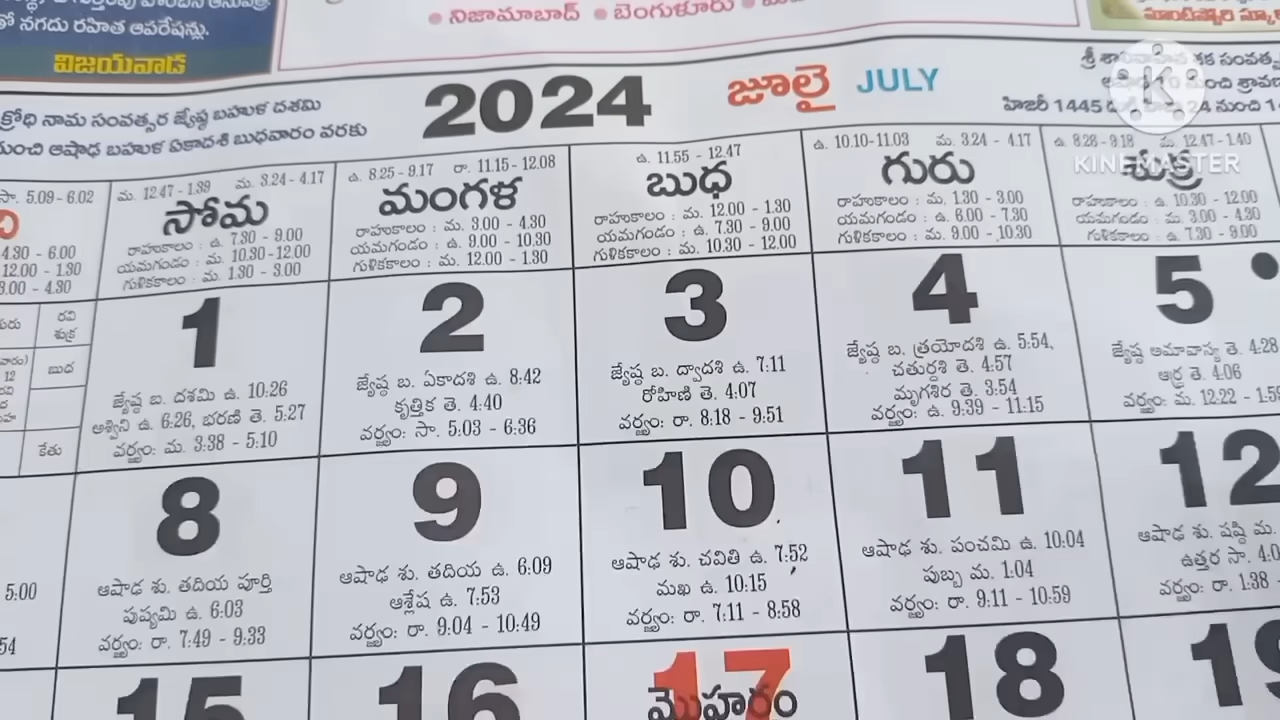 తో నగదు రహిత ఆపరేషన్లు.
విజయవాడ
నిజామాబాద్ బెంగుళూరు
2024 జూలై JULY
క్రోధి నామ సంవత్సర జ్యేష్ఠ బహుళ దశమి
నుంచి ఆషాఢ బహుళ ఏకాదశి బుధవారం వరకు
హిజరీ 1445
KINEMASTER
సా. 5.09 - 6.02
4.30 - 6.00
12.00 - 1.30
3.00 - 4.30
మ. 12.47 - 1.39 మ. 3.24 - 4.17
సోమ
రాహుకాలం : ఉ. 7.30 - 9.00
యమగండం : మ. 10.30-12.00
గుళికకాలం : మ. 1.30 - 3.00
ఉ. 8.25 - 9.17 రా. 11.15 - 12.08
మంగళ
రాహుకాలం : మ. 3.00 - 4.30
యమగండం : ఉ. 9.00 - 10.30
గుళికకాలం : మ. 12.00 - 1.30
ఉ. 11.55 - 12.47
బుధ
రాహుకాలం : మ. 12.00 - 1.30
యమగండం : ఉ. 7.30 - 9.00
గుళికకాలం : మ. 10.30 - 12.00
ఉ. 10.10-11.03 మ. 3.24 - 4.17
గురు
రాహుకాలం : మ. 1.30 - 3.00
యమగండం : ఉ. 6.00 - 7.30
గుళికకాలం : మ. 9.00 - 10.30
ఉ. 8.28 - 9.18 మ. 12.47 - 1.40
శుక్ర
రాహుకాలం : ఉ. 10.30 - 12.00
యమగండం : మ. 3.00 - 4.30
గుళికకాలం : ఉ. 7.30 - 9.00
రవి
శుక్ర
బుధ
కేతు
1
జ్యేష్ఠ బ. దశమి ఉ. 10:26
అశ్విని ఉ. 6:26, భరణి తె. 5:27
వర్జ్యం: మ. 3:38 - 5:10
2
జ్యేష్ఠ బ. ఏకాదశి ఉ. 8:42
కృత్తిక తె. 4:40
వర్జ్యం: సా. 5:03 - 6:36
3
జ్యేష్ఠ బ. ద్వాదశి ఉ. 7:11
రోహిణి తె. 4:07
వర్జ్యం: రా. 8:18 - 9:51
4
జ్యేష్ఠ బ. త్రయోదశి ఉ. 5:54,
చతుర్దశి తె. 4:57
మృగశిర తె. 3:54
వర్జ్యం: ఉ. 9:39 - 11:15
5
జ్యేష్ఠ అమావాస్య తె. 4:28
ఆర్ద్ర తె. 4:06
వర్జ్యం: మ. 12:22 -
5:00
8
ఆషాఢ శు. తదియ పూర్తి
పుష్యమి ఉ. 6:03
వర్జ్యం: రా. 7:49 - 9:33
9
ఆషాఢ శు. తదియ ఉ. 6:09
ఆశ్లేష ఉ. 7:53
వర్జ్యం: రా. 9:04 - 10:49
10
ఆషాఢ శు. చవితి ఉ. 7:52
మఖ ఉ. 10:15
వర్జ్యం: రా. 7:11 - 8:58
11
ఆషాఢ శు. పంచమి ఉ. 10:04
పుబ్బ మ. 1:04
వర్జ్యం: రా. 9:11 - 10:59
12
ఆషాఢ శు. షష్ఠి మ.
ఉత్తర సా.
వర్జ్యం: రా. 1:38 -
15
16
17
మొహరం
18
19